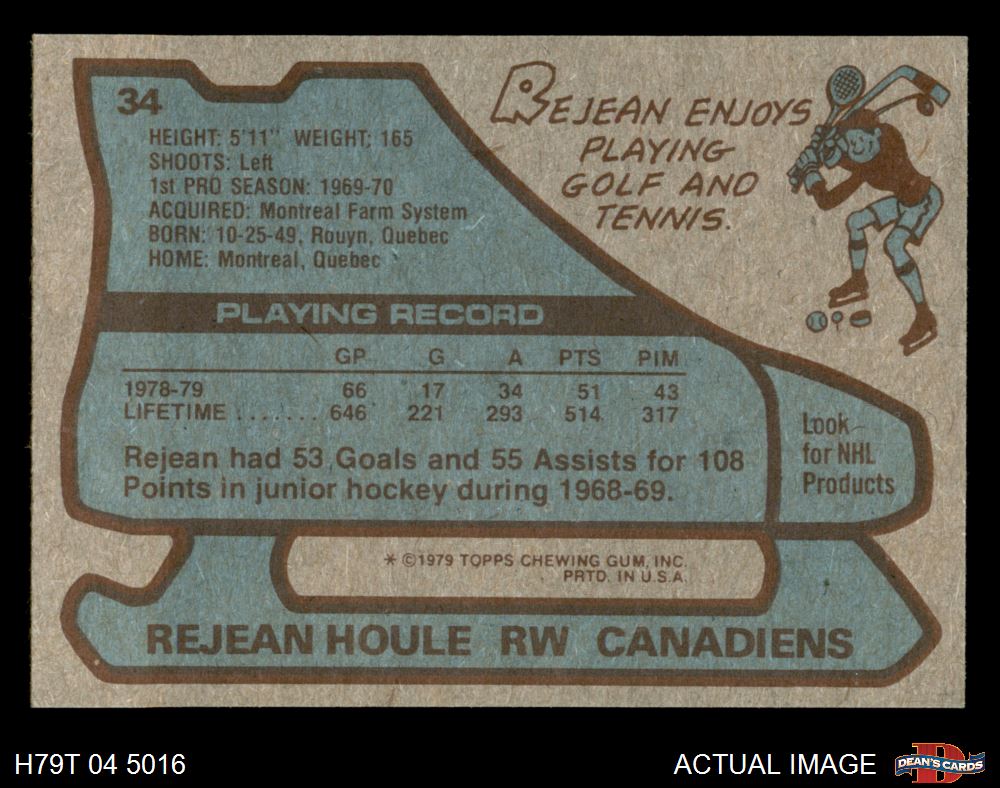 34
HEIGHT: 5'11" WEIGHT: 165
SHOOTS: Left
1st PRO SEASON: 1969-70
ACQUIRED: Montreal Farm System
BORN: 10-25-49, Rouyn, Quebec
HOME: Montreal, Quebec
REJEAN ENJOYS
PLAYING
GOLF AND
TENNIS.
PLAYING RECORD
GP G A PTS PIM
1978-79 66 17 34 51 43
LIFETIME ....... 646 221 293 514 317
Rejean had 53 Goals and 55 Assists for 108
Points in junior hockey during 1968-69.
Look
for NHL
Products
* ©1979 TOPPS CHEWING GUM, INC.
PRTD. IN U.S.A.
REJEAN HOULE RW CANADIENS
H79T 04 5016
ACTUAL IMAGE
D
DEAN'S CARDS